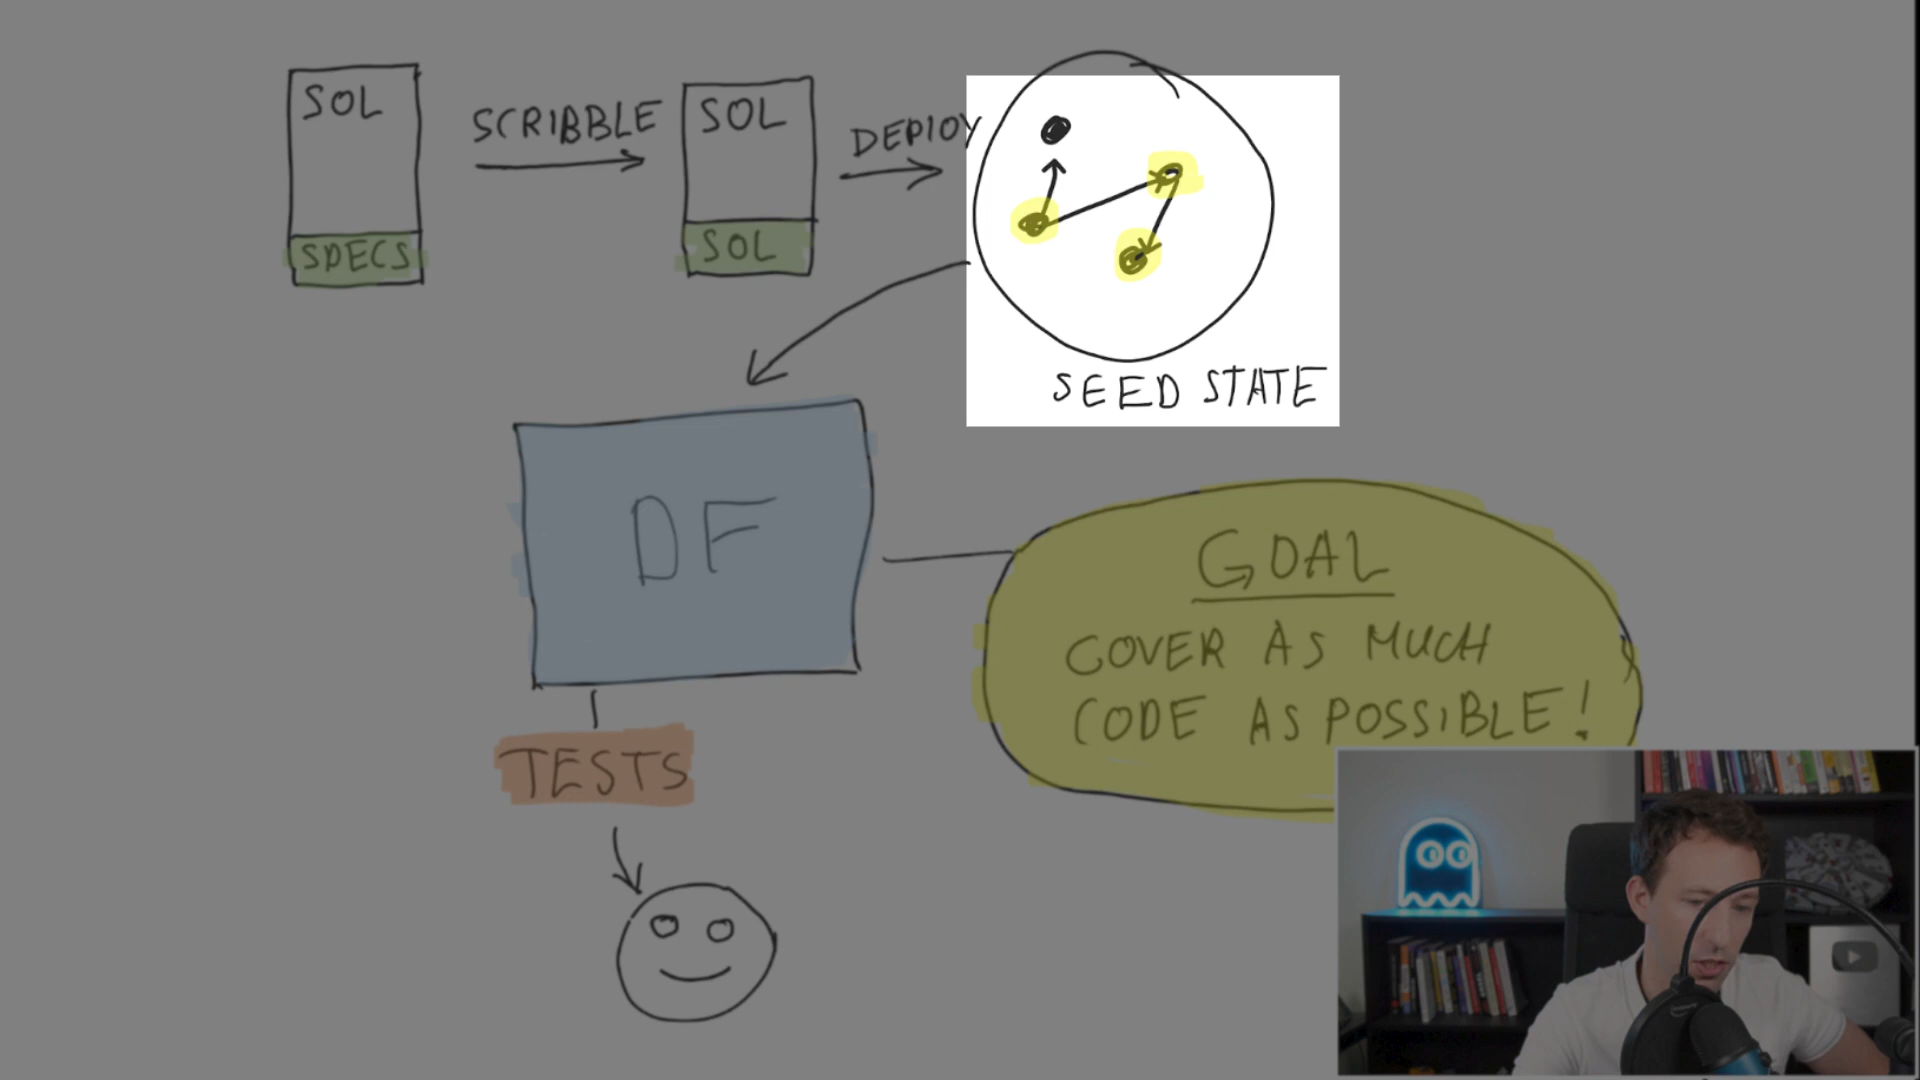 SOL
SCRIBBLE
SOL
DEPLOY
SPECS
SOL
SEED STATE
DF
GOAL
COVER AS MUCH
CODE AS POSSIBLE!
TESTS